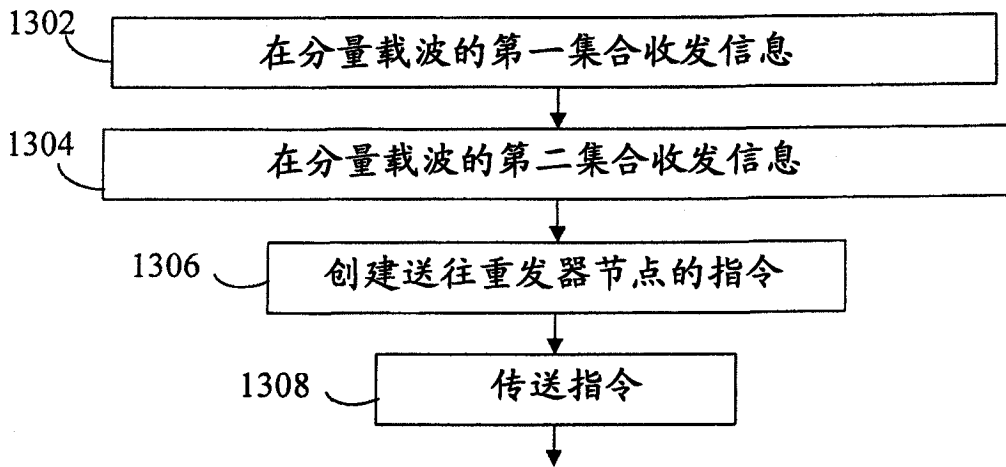 1302
在分量载波的第一集合收发信息
1304
在分量载波的第二集合收发信息
1306
创建送往重发器节点的指令
1308
传送指令